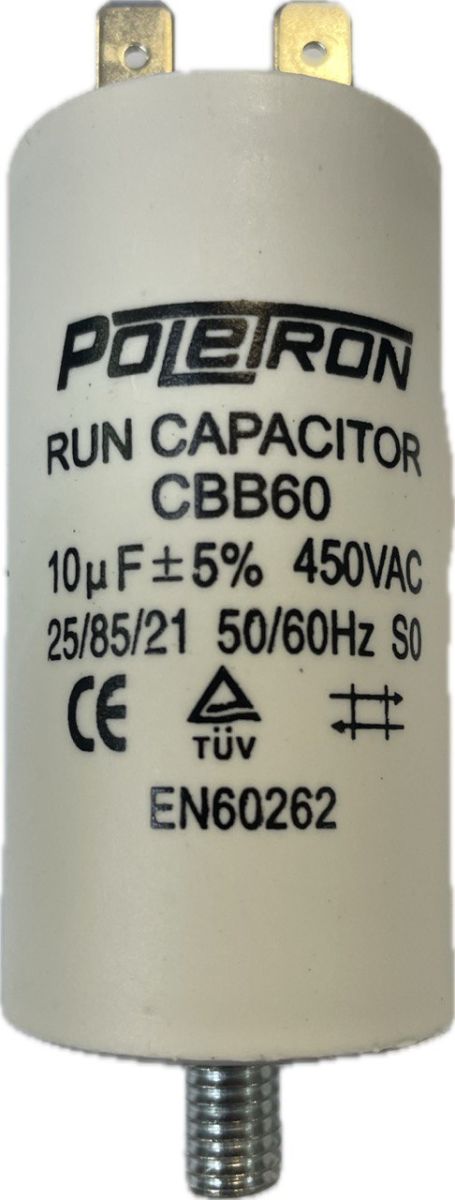 POLETRON
RUN CAPACITOR
CBB60
10µF±5% 450VAC
25/85/21 50/60Hz S0
CE TÜV
EN60262